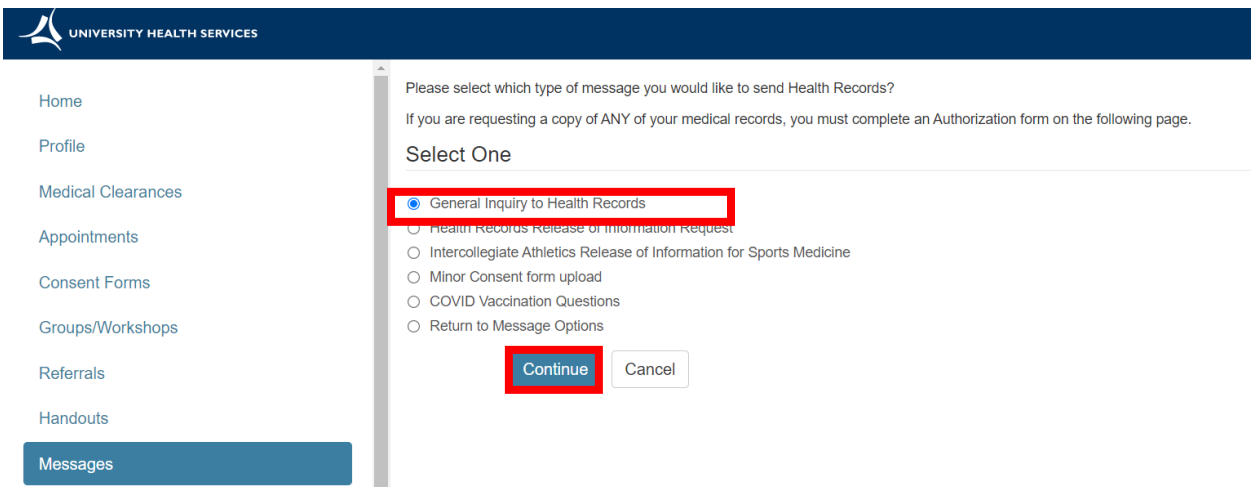 UNIVERSITY HEALTH SERVICES
Home
Profile
Medical Clearances
Appointments
Consent Forms
Groups/Workshops
Referrals
Handouts
Messages
Please select which type of message you would like to send Health Records?
If you are requesting a copy of ANY of your medical records, you must complete an Authorization form on the following page.
Select One
General Inquiry to Health Records
Health Records Release of Information Request
Intercollegiate Athletics Release of Information for Sports Medicine
Minor Consent form upload
COVID Vaccination Questions
Return to Message Options
Continue
Cancel